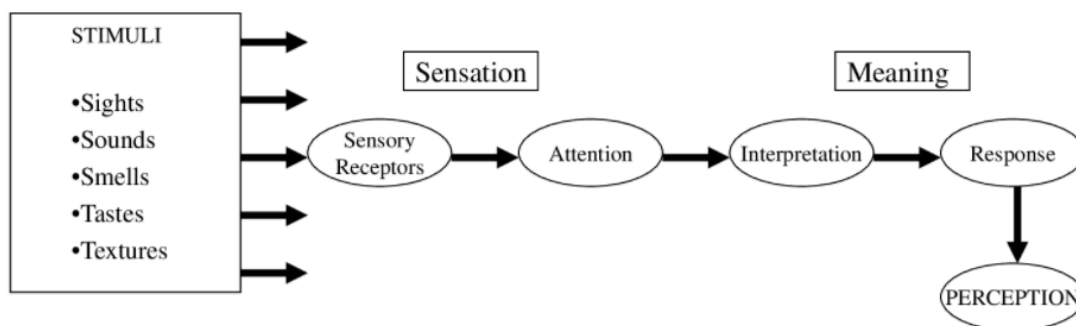 STIMULI
•Sights
•Sounds
•Smells
•Tastes
•Textures
Sensation
Meaning
Sensory
Receptors
Attention
Interpretation
Response
PERCEPTION